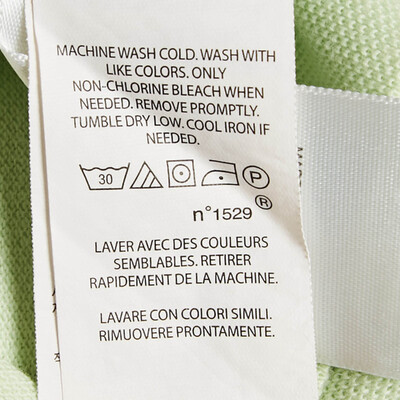 MACHINE WASH COLD. WASH WITH
LIKE COLORS. ONLY
NON-CHLORINE BLEACH WHEN
NEEDED. REMOVE PROMPTLY.
TUMBLE DRY LOW. COOL IRON IF
NEEDED.
30 P
n°1529 ®
LAVER AVEC DES COULEURS
SEMBLABLES. RETIRER
RAPIDEMENT DE LA MACHINE.
LAVARE CON COLORI SIMILI.
RIMUOVERE PRONTAMENTE.